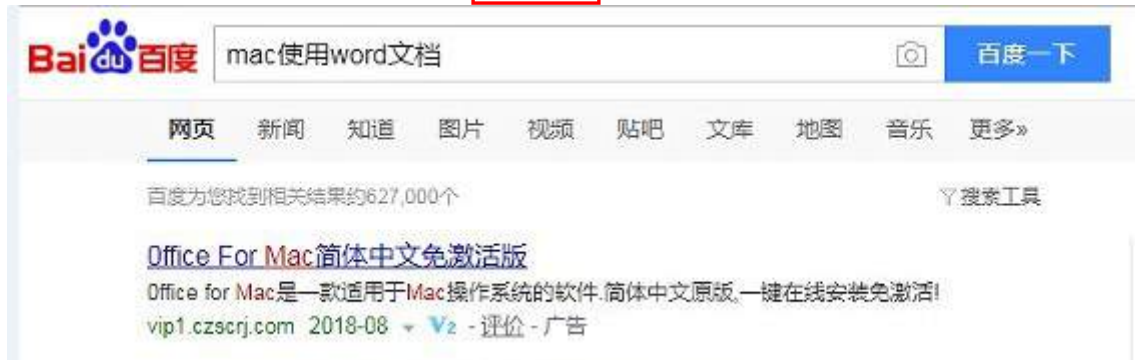 Bai du 百度 mac使用word文档 百度一下
网页 新闻 知道 图片 视频 贴吧 文库 地图 音乐 更多»
百度为您找到相关结果约627,000个 搜索工具
Office For Mac简体中文免激活版
Office for Mac是一款适用于Mac操作系统的软件.简体中文原版,一键在线安装免激活!
vip1.czscrj.com 2018-08 V2 - 评价 - 广告